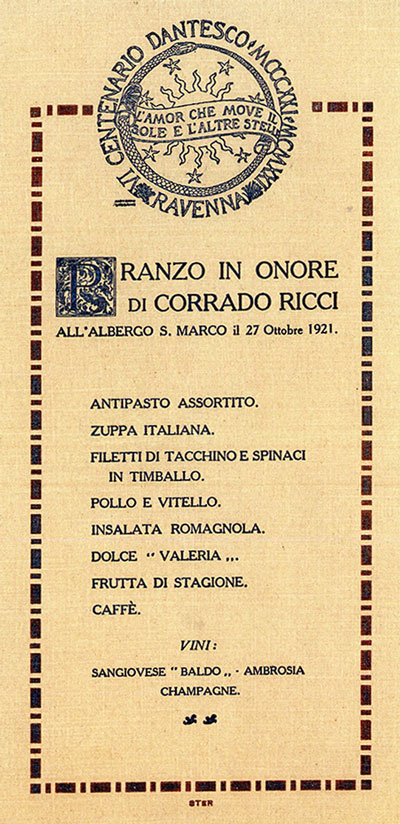 VI CENTENARIO DANTESCO MCCCXXI MCMXXI
RAVENNA
L'AMOR CHE MOVE IL
SOLE E L'ALTRE STELLE
PRANZO IN ONORE
DI CORRADO RICCI
ALL'ALBERGO S. MARCO il 27 Ottobre 1921.
ANTIPASTO ASSORTITO.
ZUPPA ITALIANA.
FILETTI DI TACCHINO E SPINACI
IN TIMBALLO.
POLLO E VITELLO.
INSALATA ROMAGNOLA.
DOLCE “ VALERIA „.
FRUTTA DI STAGIONE.
CAFFÈ.
VINI:
SANGIOVESE “ BALDO „ - AMBROSIA
CHAMPAGNE.
STER